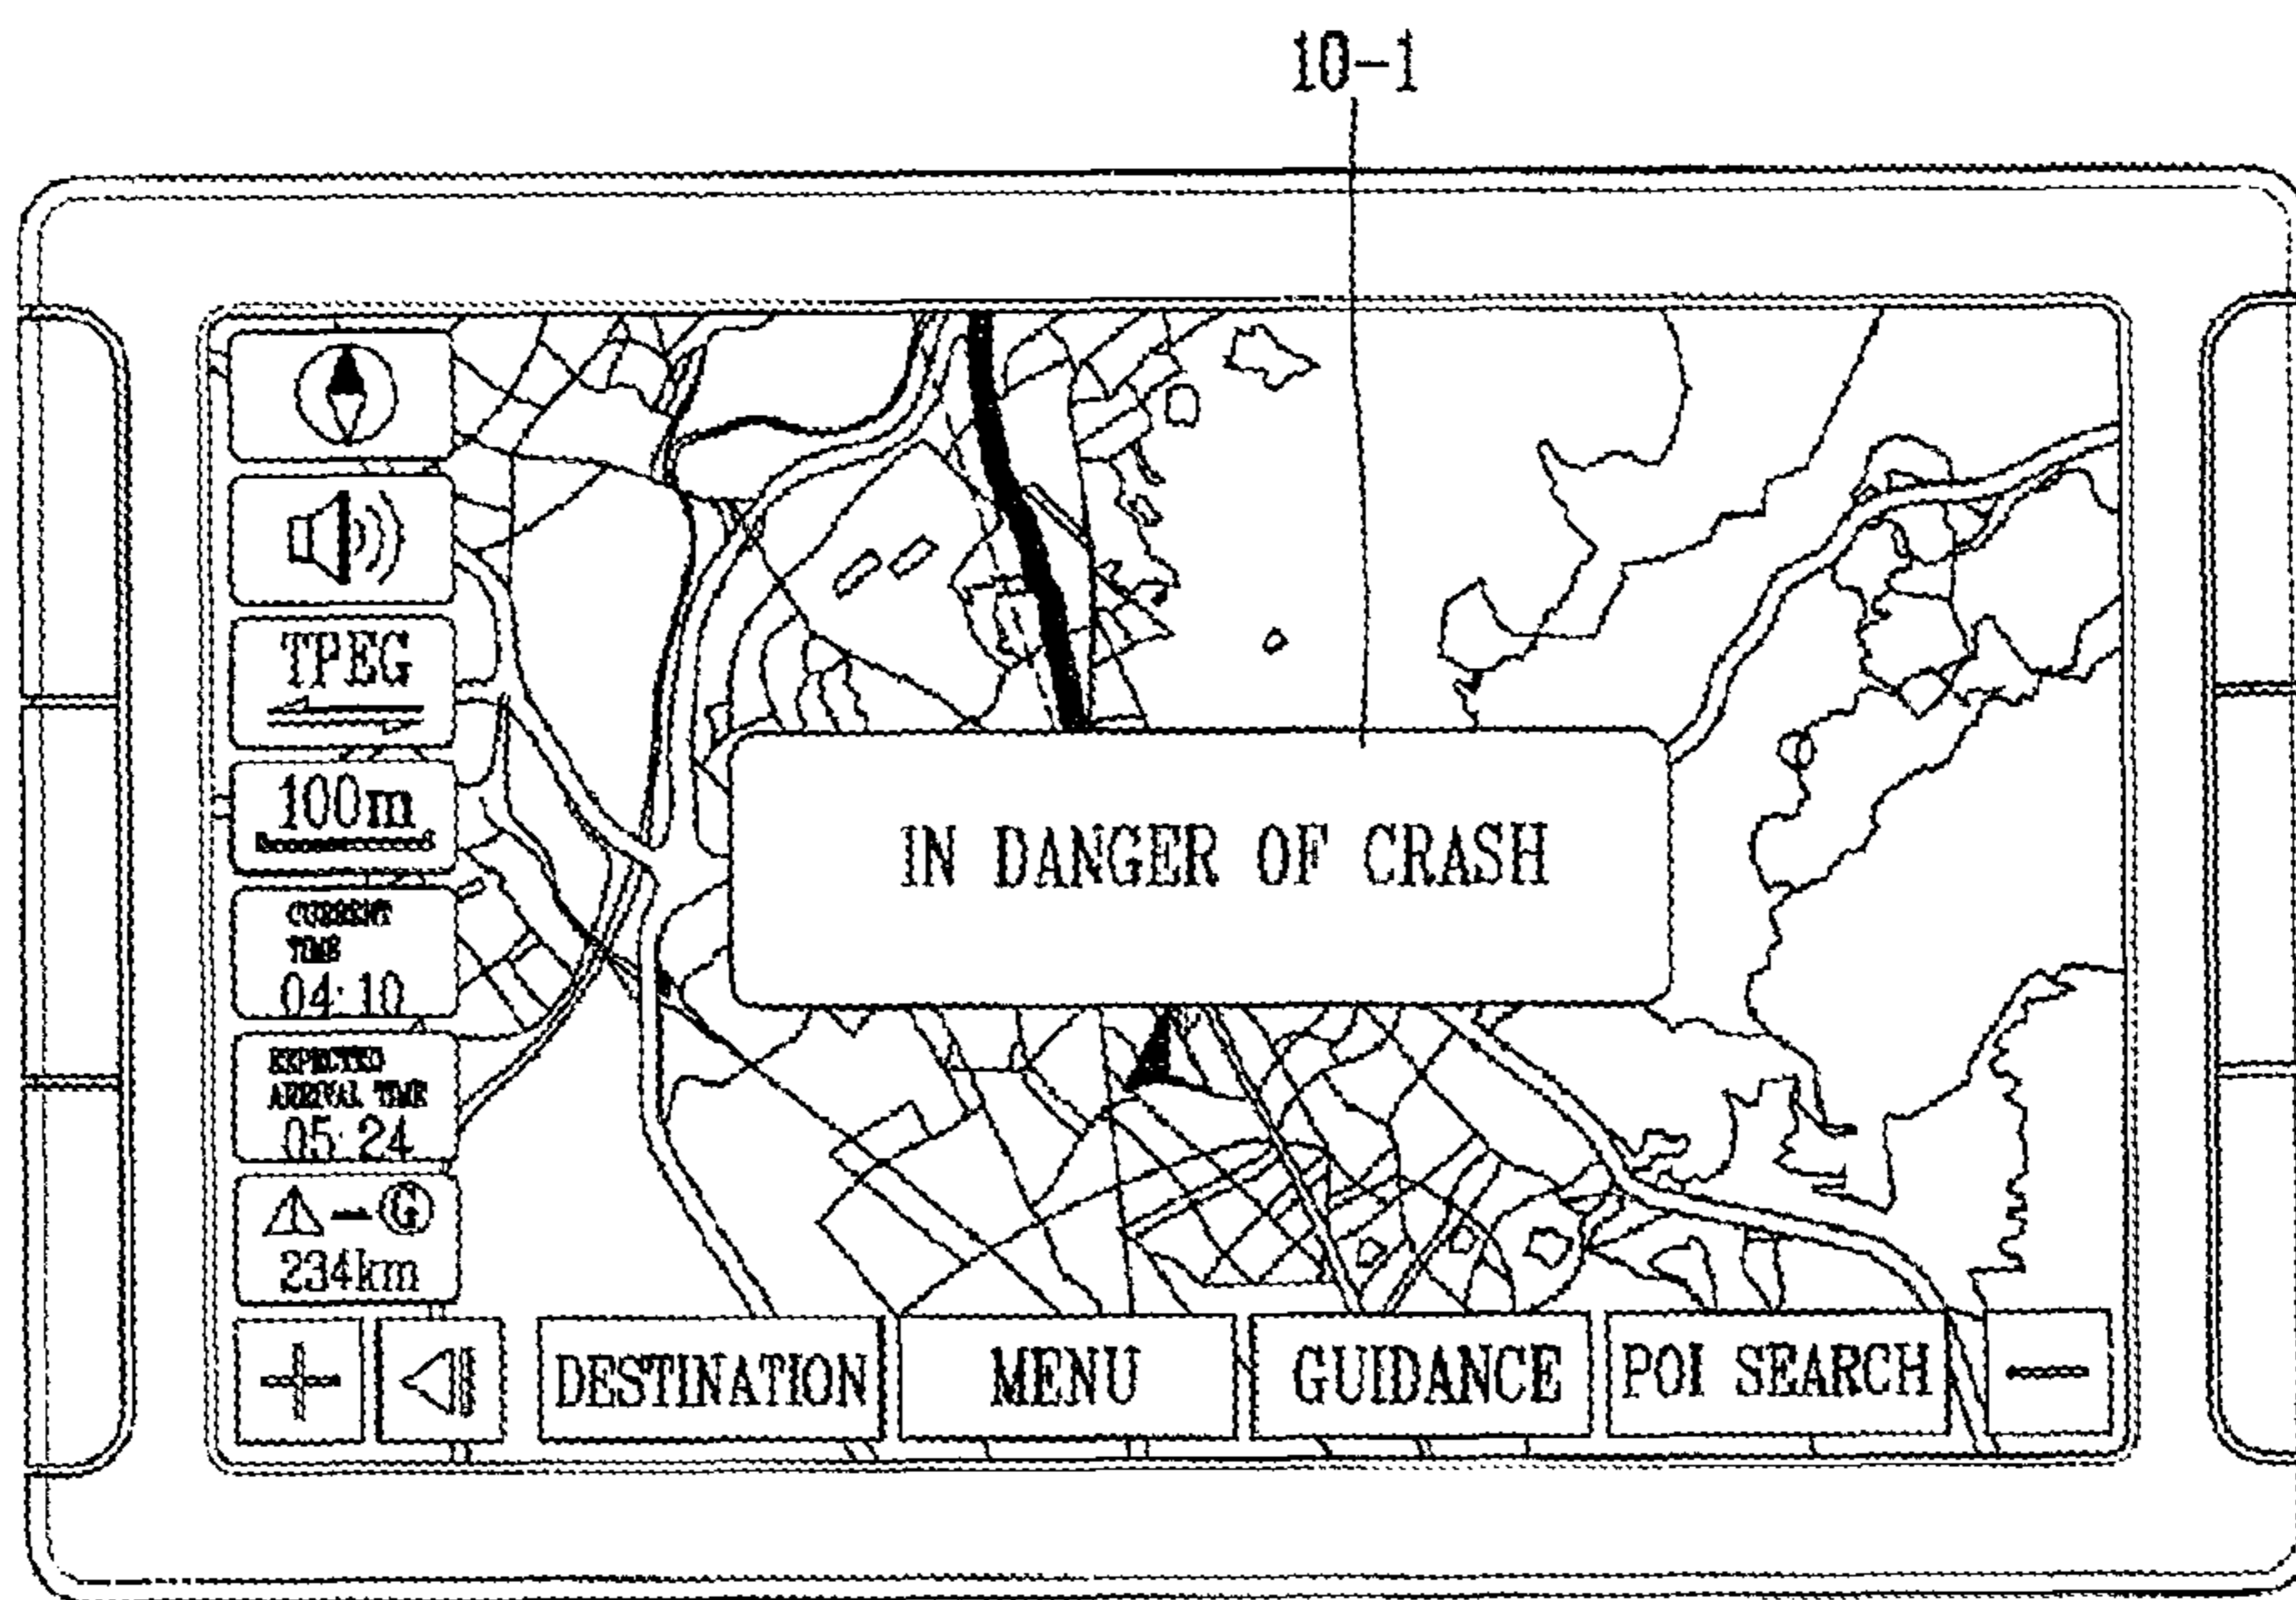 10-1
TPEG
100m
IN DANGER OF CRASH
CURRENT
TIME
04:10
EXPECTED
ARRIVAL TIME
05:24
G
234km
DESTINATION
MENU
GUIDANCE
POI SEARCH